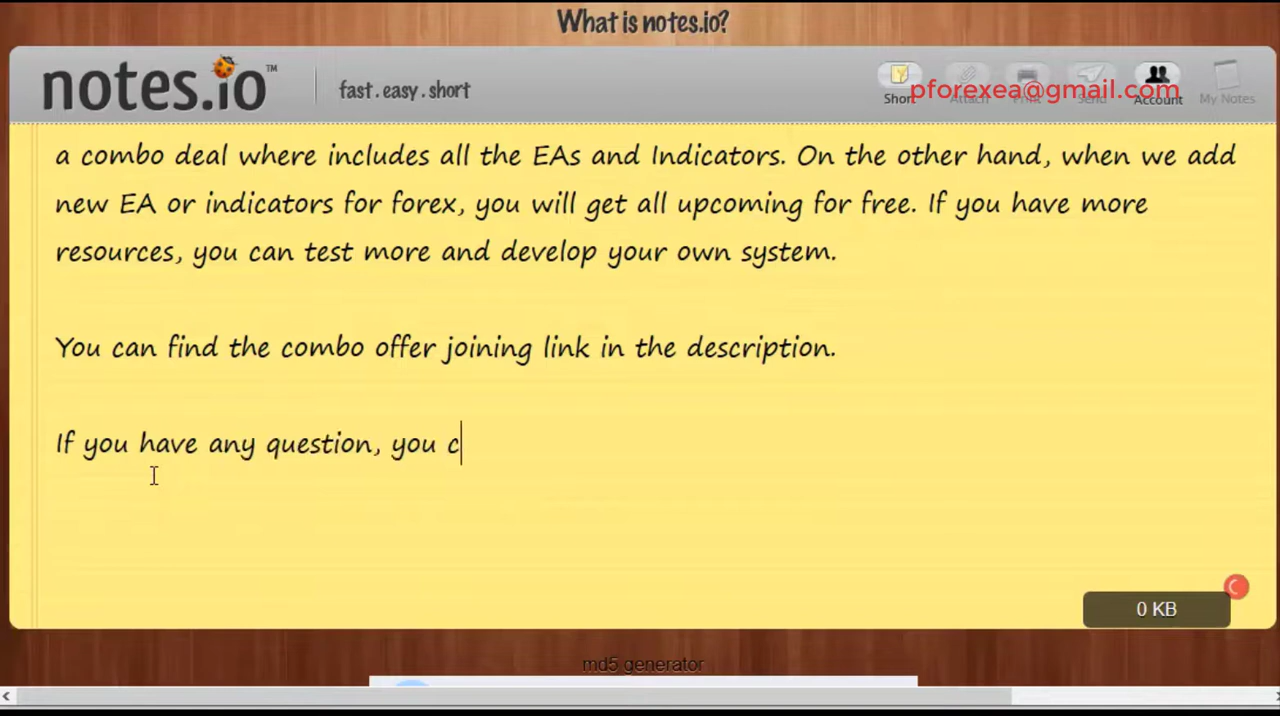 What is notes.io?
notes.io™
fast.easy.short
Short Attach Print Send Account My Notes
pforexea@gmail.com
a combo deal where includes all the EAs and Indicators. On the other hand, when we add
new EA or indicators for forex, you will get all upcoming for free. If you have more
resources, you can test more and develop your own system.
You can find the combo offer joining link in the description.
If you have any question, you c
0 KB
md5 generator